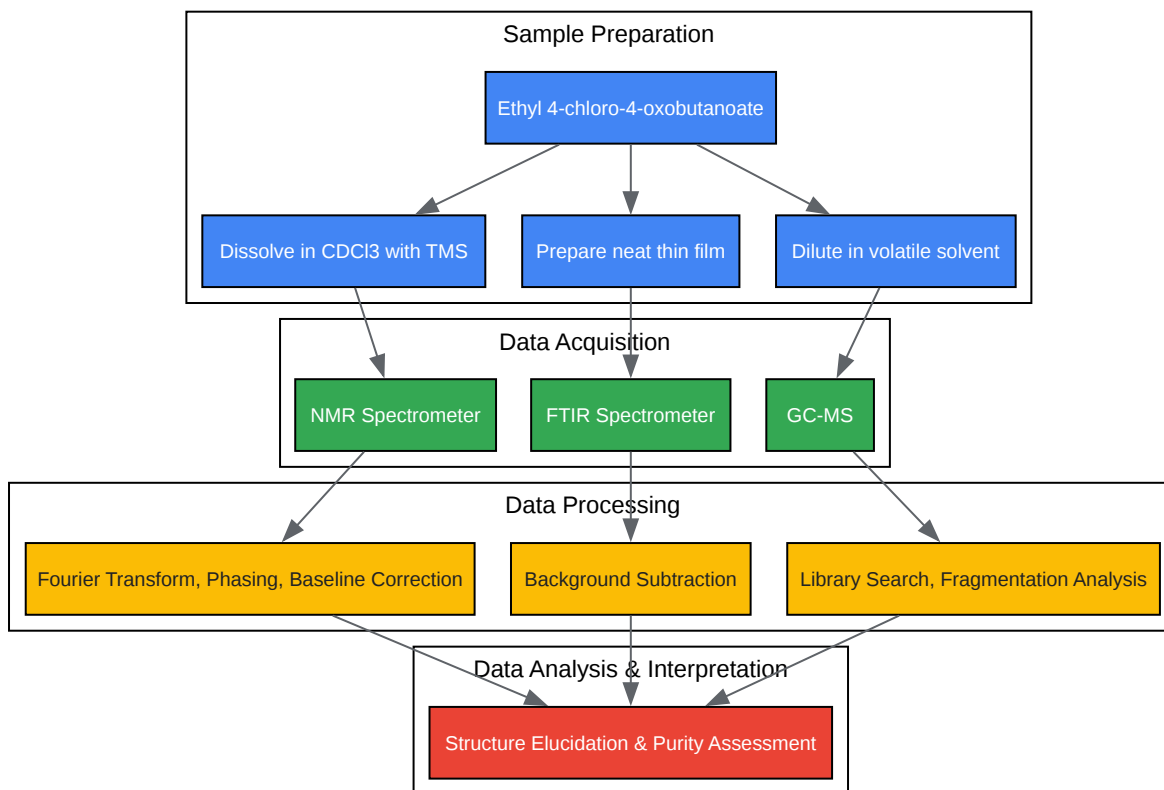 Sample Preparation
Ethyl 4-chloro-4-oxobutanoate
Dissolve in CDCl3 with TMS
Prepare neat thin film
Dilute in volatile solvent
Data Acquisition
NMR Spectrometer
FTIR Spectrometer
GC-MS
Data Processing
Fourier Transform, Phasing, Baseline Correction
Background Subtraction
Library Search, Fragmentation Analysis
Data Analysis & Interpretation
Structure Elucidation & Purity Assessment